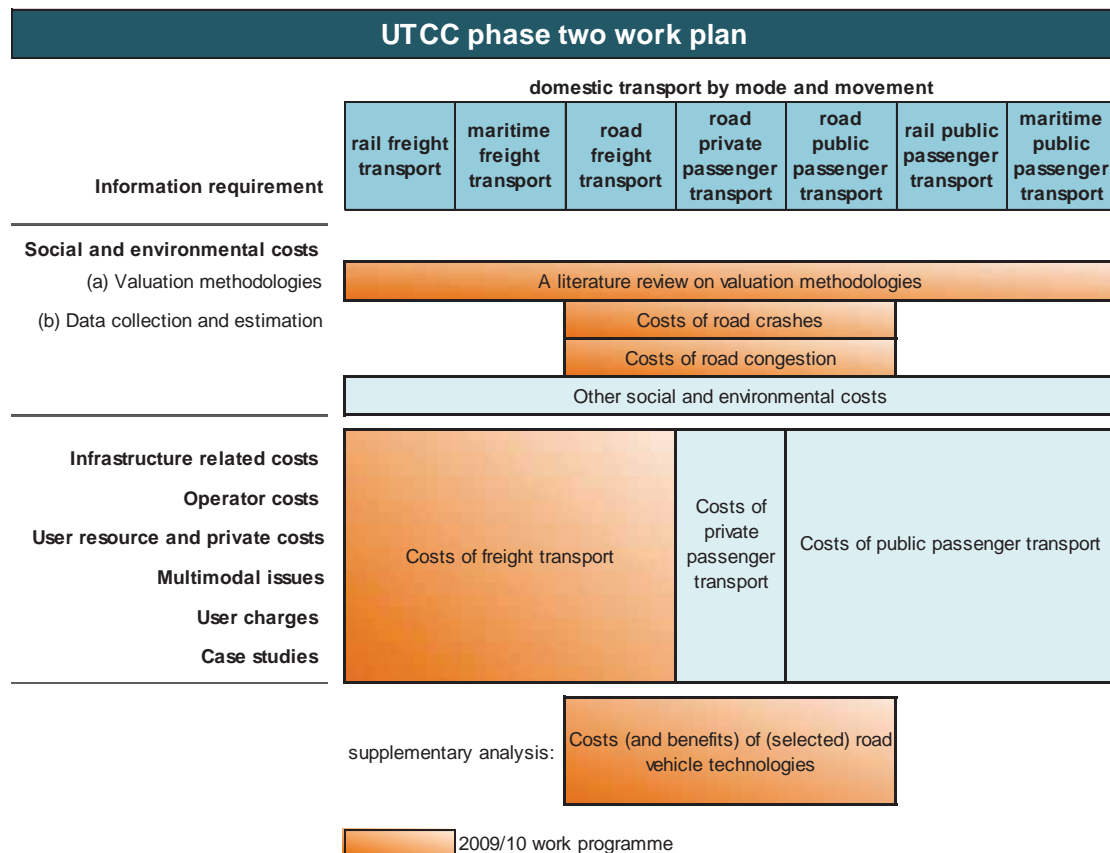 UTCC phase two work plan
domestic transport by mode and movement
Information requirement
rail freight
transport
maritime
freight
transport
road
freight
transport
road
private
passenger
transport
road
public
passenger
transport
rail public
passenger
transport
maritime
public
passenger
transport
Social and environmental costs
(a) Valuation methodologies
A literature review on valuation methodologies
(b) Data collection and estimation
Costs of road crashes
Costs of road congestion
Other social and environmental costs
Infrastructure related costs
Operator costs
User resource and private costs
Multimodal issues
User charges
Case studies
Costs of freight transport
Costs of
private
passenger
transport
Costs of public passenger transport
supplementary analysis:
Costs (and benefits) of (selected) road
vehicle technologies
2009/10 work programme